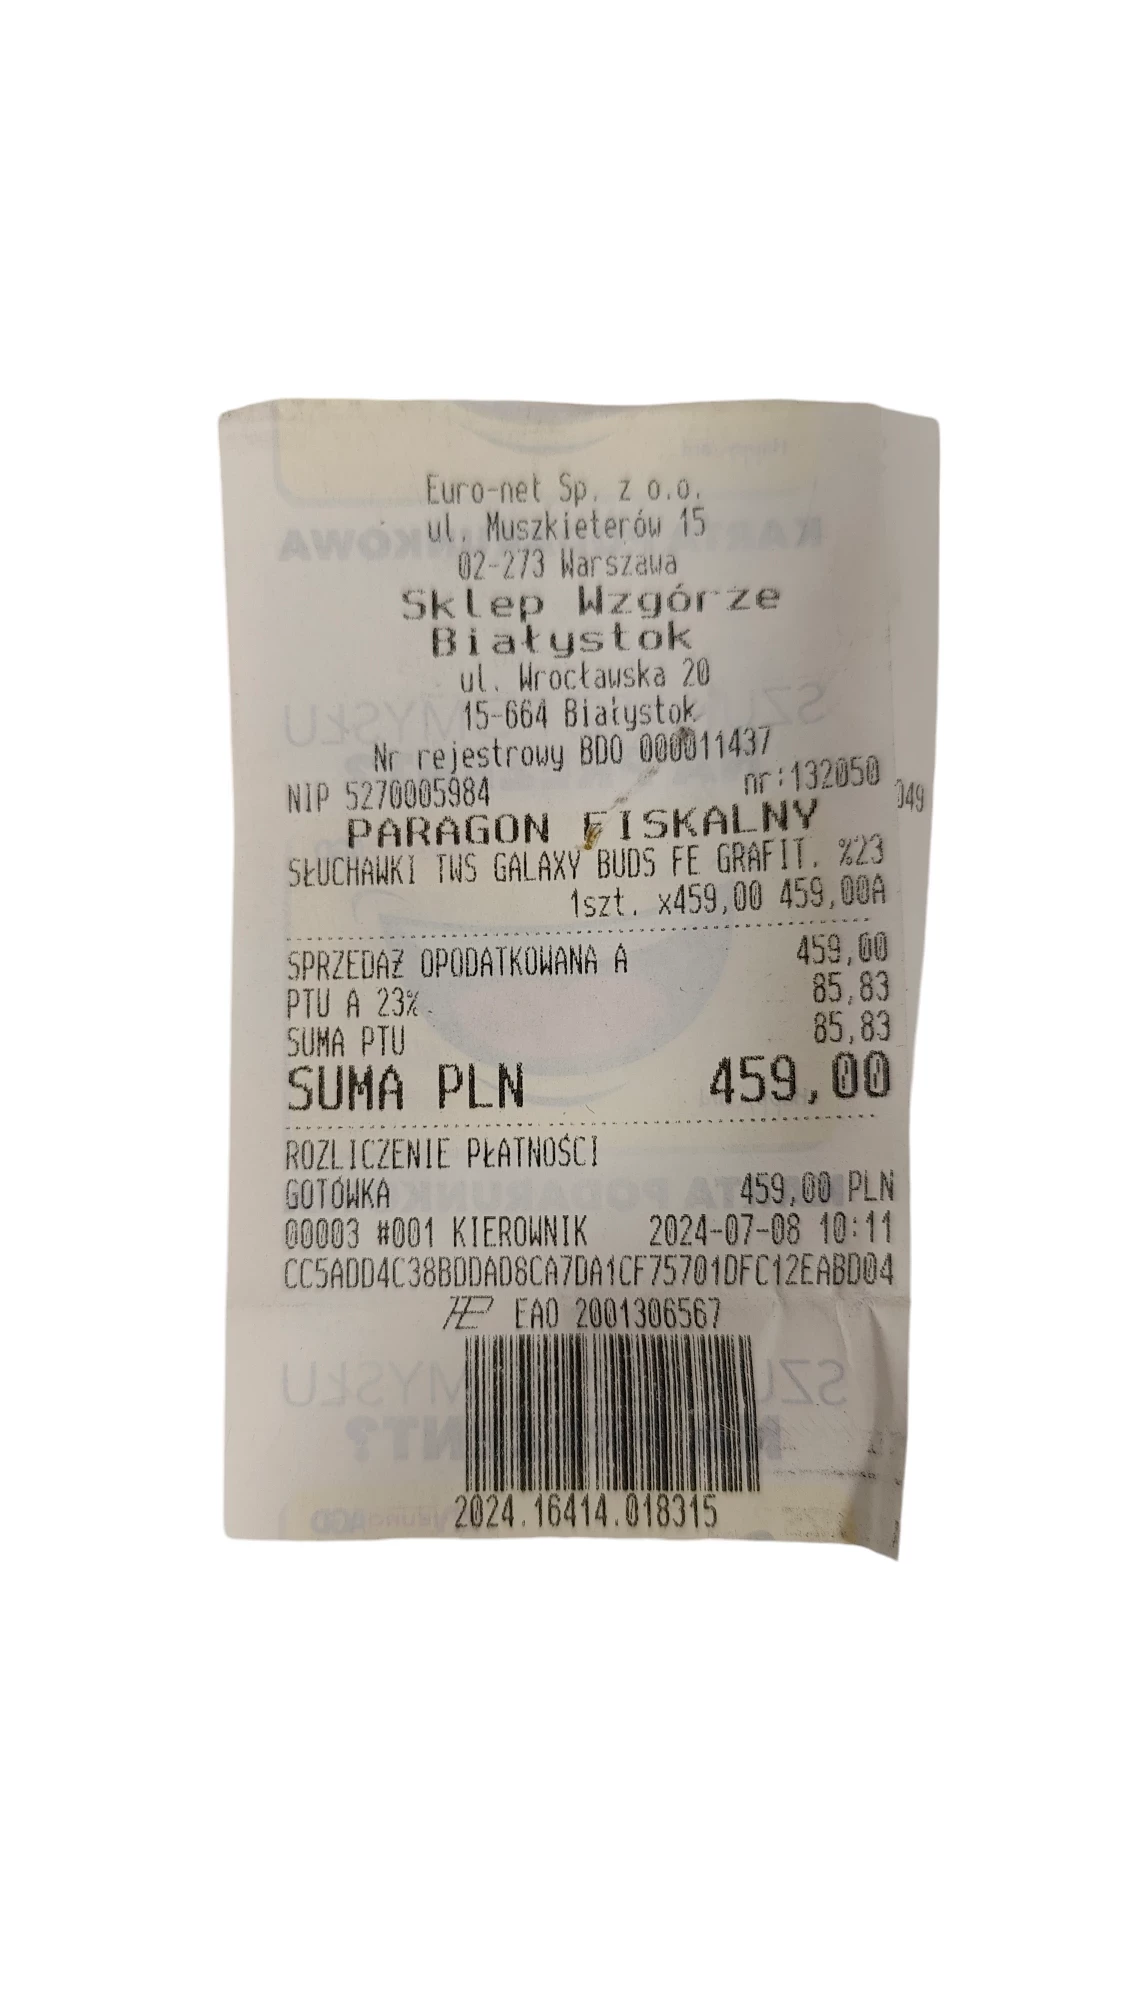 Euro-net Sp. z o.o.
ul. Muszkieterów 15
02-273 Warszawa
Sklep Wzgórze
Białystok
ul. Wrocławska 20
15-664 Białystok
Nr rejestrowy BDO 000011437
NIP 5270005984 nr:132050
049
PARAGON FISKALNY
SŁUCHAWKI TWS GALAXY BUDS FE GRAFIT. %23
1szt. x459,00 459,00A
SPRZEDAŻ OPODATKOWANA A 459,00
PTU A 23% 85,83
SUMA PTU 85,83
SUMA PLN 459,00
ROZLICZENIE PŁATNOŚCI
GOTÓWKA 459,00 PLN
00003 #001 KIEROWNIK 2024-07-08 10:11
CC5ADD4C38BDDAD8CA7DA1CF75701DFC12EABD04
EAO 2001306567
2024.16414.018315